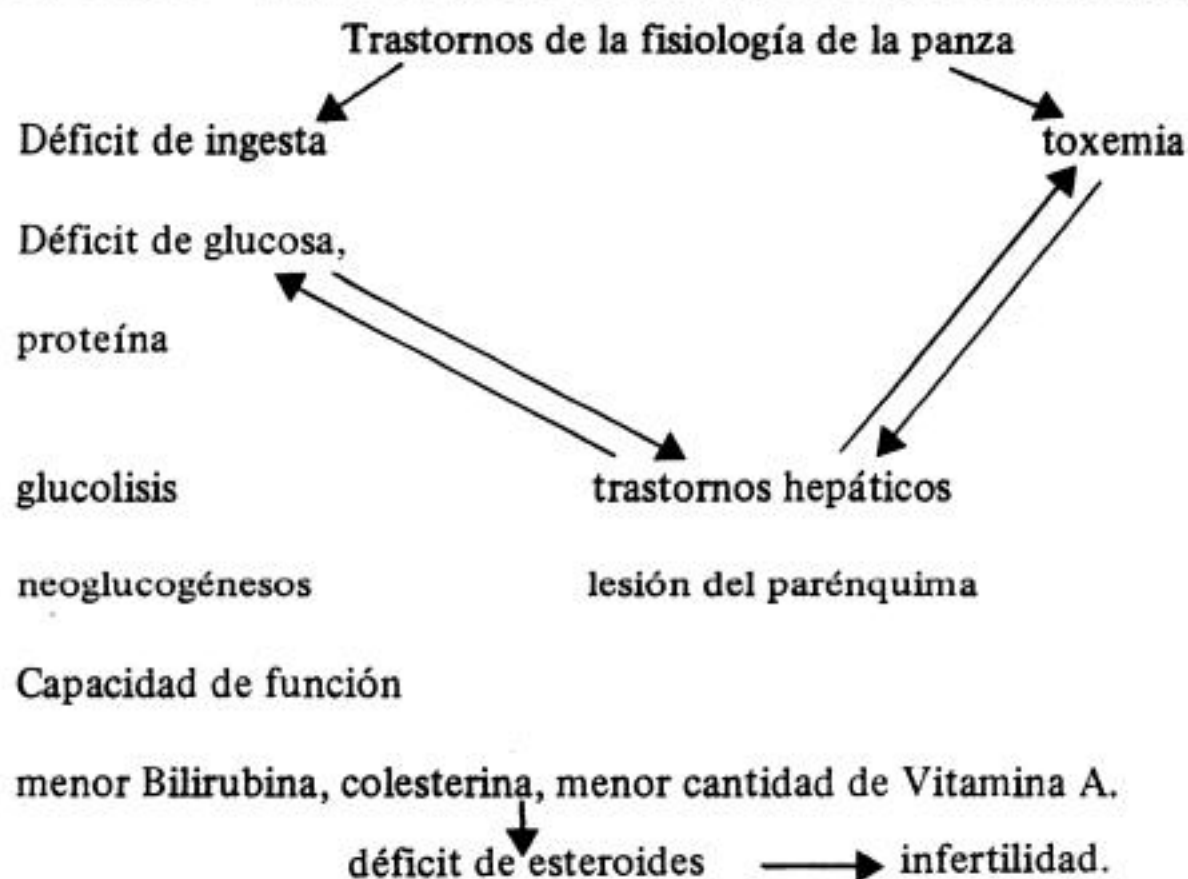 Trastornos de la fisiología de la panza
Déficit de ingesta toxemia
Déficit de glucosa,
proteína
glucolisis trastornos hepáticos
neoglucogénesos lesión del parénquima
Capacidad de función
menor Bilirubina, colesterina, menor cantidad de Vitamina A.
déficit de esteroides infertilidad.